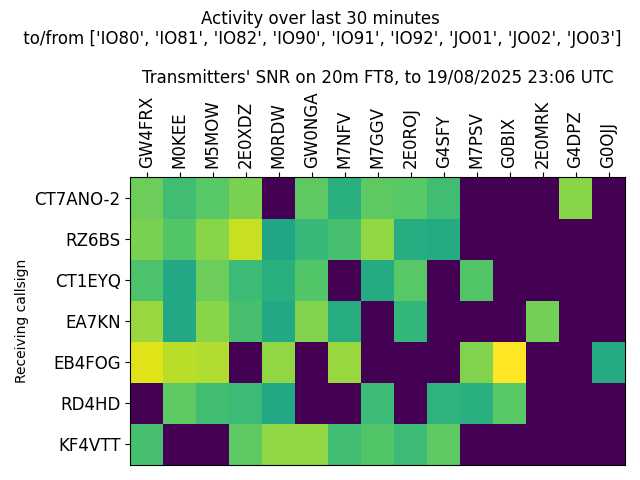 Activity over last 30 minutes
to/from ['IO80', 'IO81', 'IO82', 'IO90', 'IO91', 'IO92', 'JO01', 'JO02', 'JO03']
Transmitters' SNR on 20m FT8, to 19/08/2025 23:06 UTC
GW4FRX
M0KEE
M5MOW
2E0XDZ
M0RDW
GW0NGA
M7NFV
M7GGV
2E0ROJ
G4SFY
M7PSV
G0BIX
2E0MRK
G4DPZ
G0OJJ
Receiving callsign
CT7ANO-2
RZ6BS
CT1EYQ
EA7KN
EB4FOG
RD4HD
KF4VTT